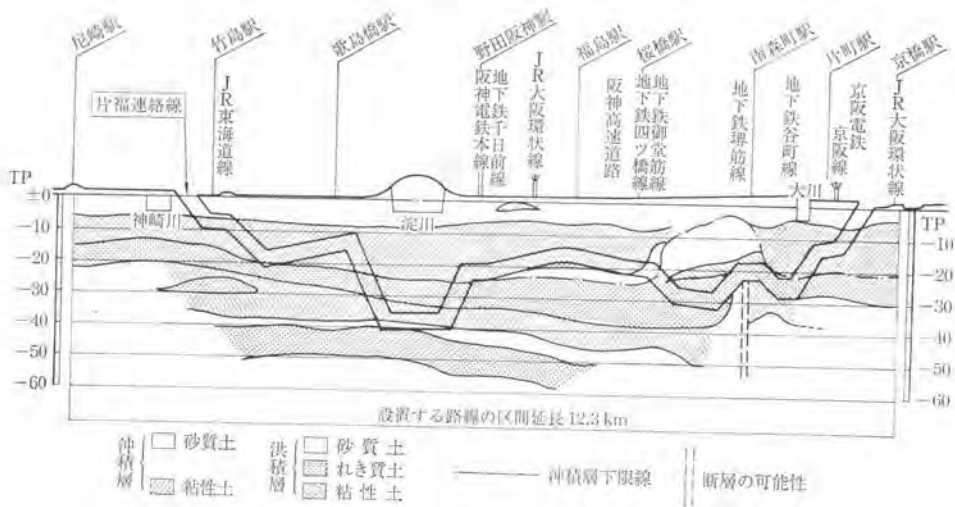 尼崎駅
竹島駅
歌島橋駅
野田阪神駅
福島駅
桜橋駅
南森町駅
片町駅
京橋駅
片福連絡線
JR東海道線
阪神電鉄本線
地下鉄千日前線
JR大阪環状線
阪神高速道路
地下鉄四ツ橋線
地下鉄御堂筋線
地下鉄堺筋線
地下鉄谷町線
大川
京阪電鉄
京阪線
JR大阪環状線
TP
±0
-10
-20
-30
-40
-50
-60
神崎川
淀川
TP
-10
-20
-30
-40
-50
-60
設置する路線の区間延長 12.3 km
沖積層
砂質土
粘性土
洪積層
砂質土
れき質土
粘性土
沖積層下限線
断層の可能性